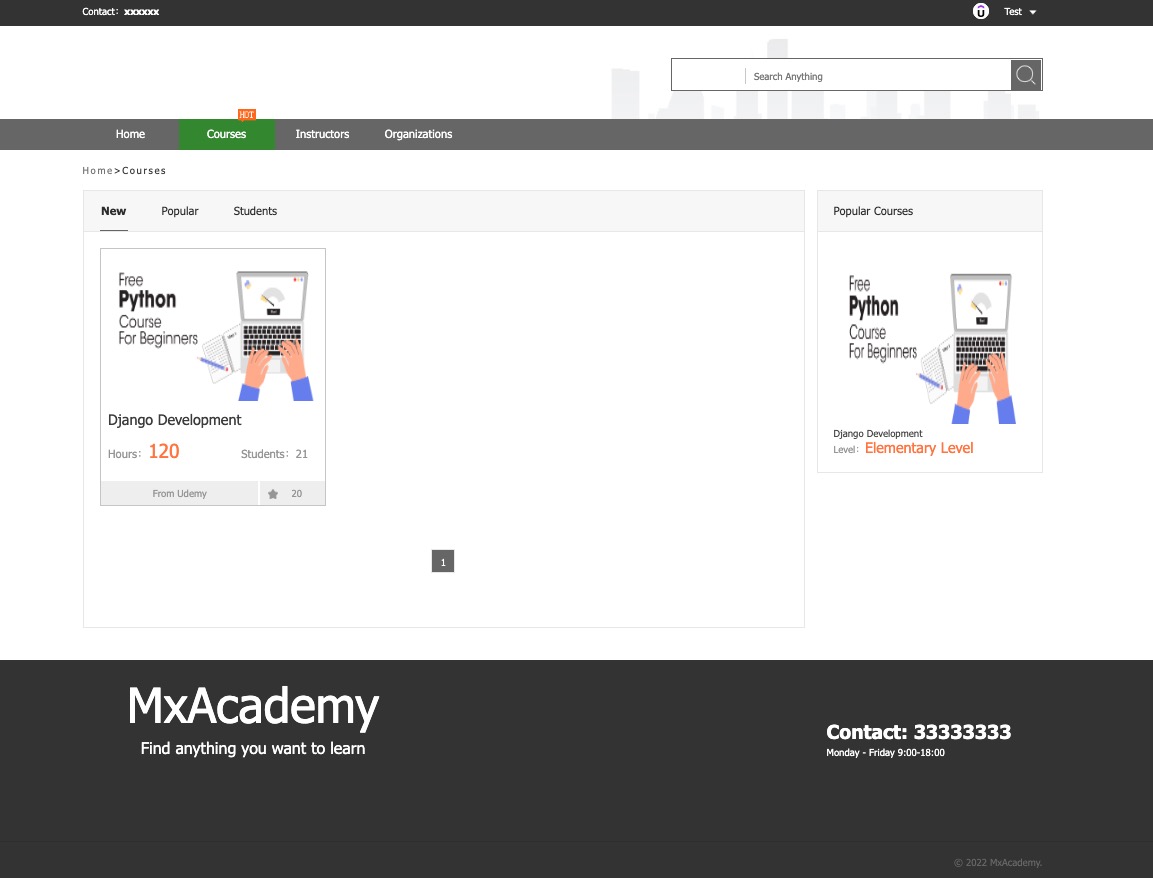 Contact： xxxxxx
Test
Search Anything
HOT
Home
Courses
Instructors
Organizations
Home>Courses
New
Popular
Students
Free
Python
Course
For Beginners
Django Development
Hours： 120
Students： 21
From Udemy
20
1
Popular Courses
Free
Python
Course
For Beginners
Django Development
Level： Elementary Level
MxAcademy
Find anything you want to learn
Contact: 33333333
Monday - Friday 9:00-18:00
© 2022 MxAcademy.